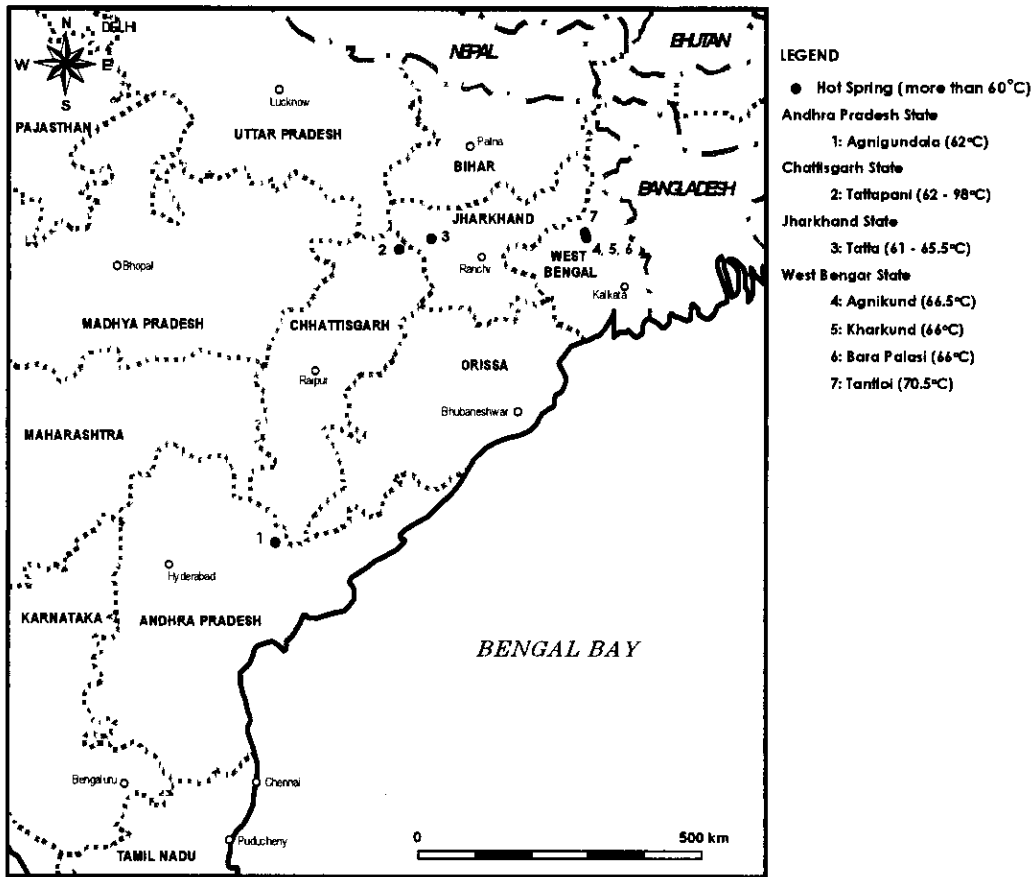 N
W E
S
DELHI
NEPAL
BHUTAN
Lucknow
PAJASTHAN
UTTAR PRADESH
Patna
BIHAR
BANGLADESH
JHARKHAND
7
2
3
4, 5, 6
Ranchi
WEST
BENGAL
Bhopal
Kalkata
MADHYA PRADESH
CHHATTISGARH
Raipur
ORISSA
Bhubaneshwar
MAHARASHTRA
1
Hyderabad
KARNATAKA
ANDHRA PRADESH
BENGAL BAY
Bengaluru
Chennai
Puducherry
TAMIL NADU
0 500 km
LEGEND
Hot Spring (more than 60°C)
Andhra Pradesh State
1: Agnigundala (62°C)
Chattisgarh State
2: Tattapani (62 - 98°C)
Jharkhand State
3: Tatta (61 - 65.5°C)
West Bengar State
4: Agnikund (66.5°C)
5: Kharkund (66°C)
6: Bara Palasi (66°C)
7: Tantloi (70.5°C)